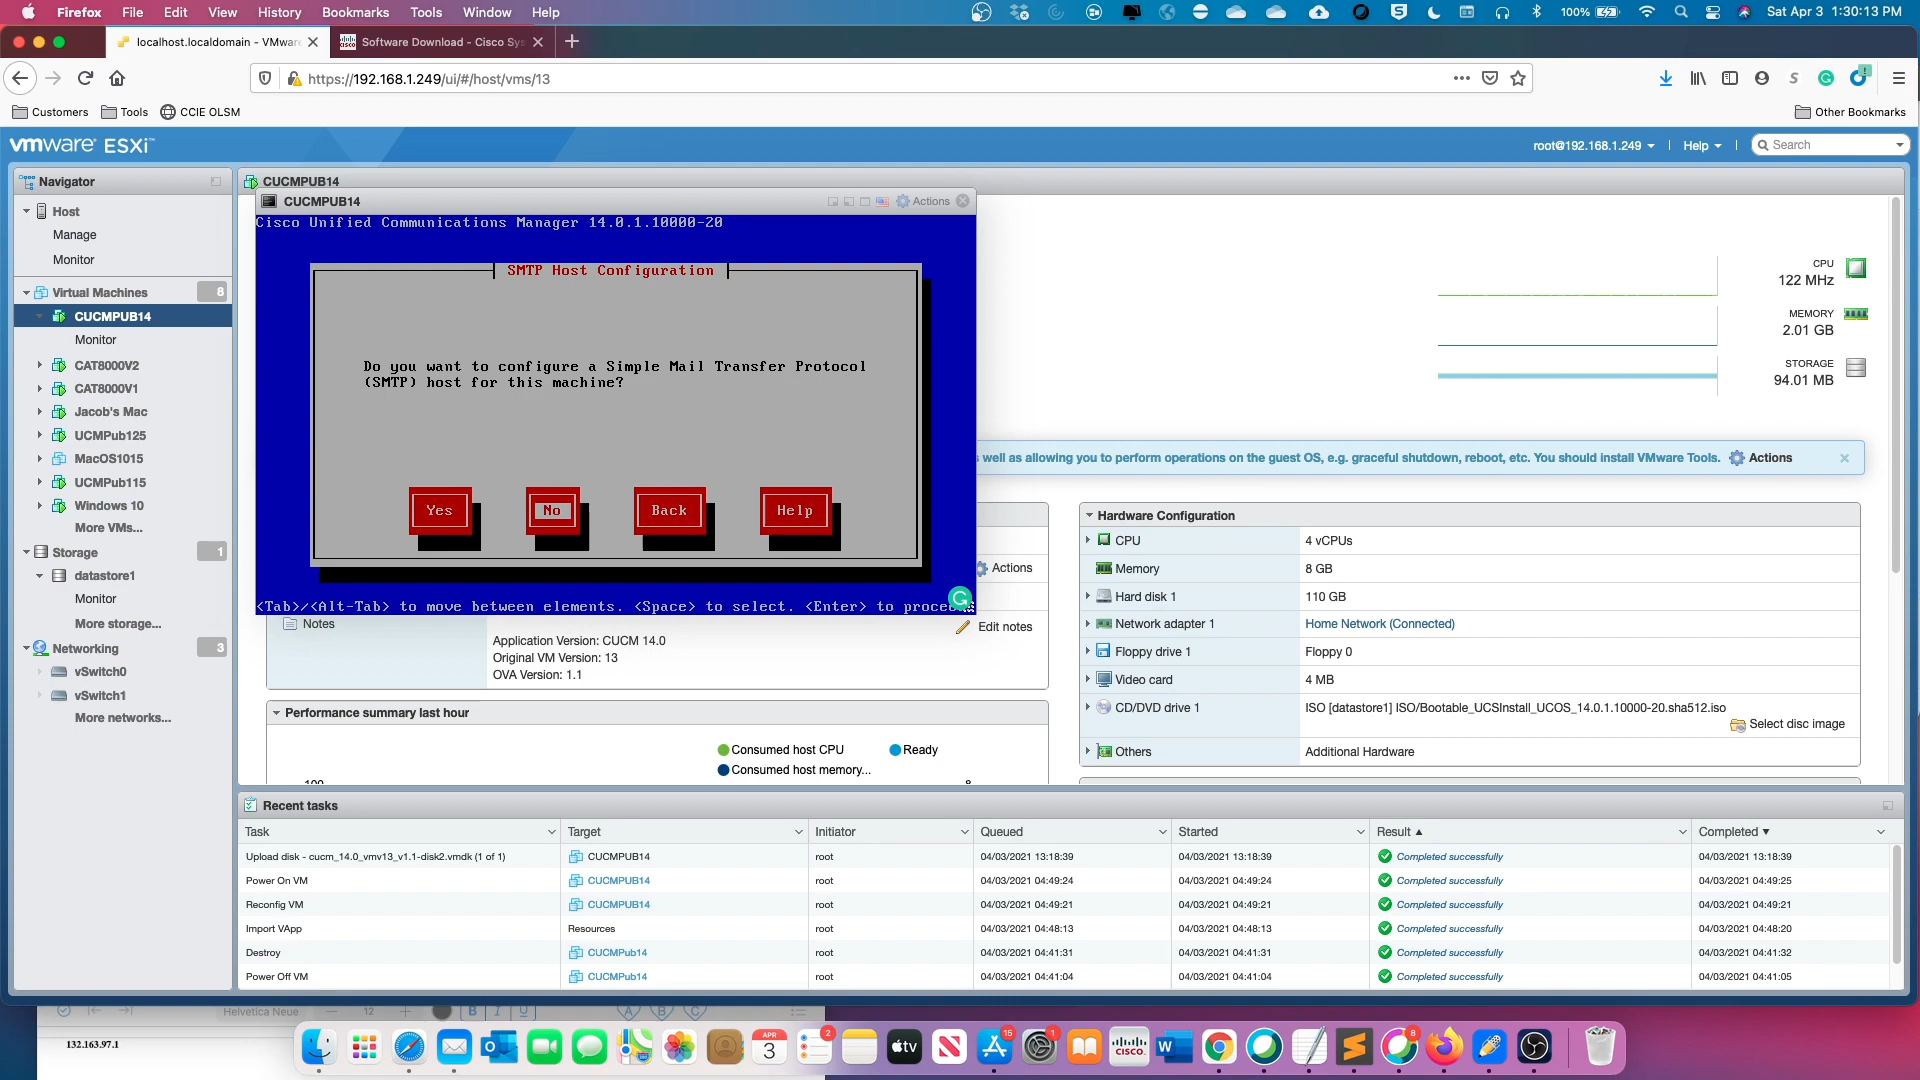 Firefox File Edit View History Bookmarks Tools Window Help 100% Sat Apr 3 1:30:13 PM
localhost.localdomain - VMware Software Download - Cisco Sys
https://192.168.1.249/ui/#/host/vms/13
Customers Tools CCIE OLSM Other Bookmarks
vmware ESXi™ root@192.168.1.249 Help Search
Navigator
Host
Manage
Monitor
Virtual Machines 8
CUCMPUB14
Monitor
CAT8000V2
CAT8000V1
Jacob's Mac
UCMPub125
MacOS1015
UCMPub115
Windows 10
More VMs...
Storage 1
datastore1
Monitor
More storage...
Networking 3
vSwitch0
vSwitch1
More networks...
CUCMPUB14
CUCMPUB14 Actions
Cisco Unified Communications Manager 14.0.1.10000-20
SMTP Host Configuration
Do you want to configure a Simple Mail Transfer Protocol
(SMTP) host for this machine?
Yes No Back Help
<Tab>/<Alt-Tab> to move between elements. <Space> to select. <Enter> to procee
CPU
122 MHz
MEMORY
2.01 GB
STORAGE
94.01 MB
well as allowing you to perform operations on the guest OS, e.g. graceful shutdown, reboot, etc. You should install VMware Tools. Actions
Actions
Notes
Edit notes
Application Version: CUCM 14.0
Original VM Version: 13
OVA Version: 1.1
Hardware Configuration
CPU 4 vCPUs
Memory 8 GB
Hard disk 1 110 GB
Network adapter 1 Home Network (Connected)
Floppy drive 1 Floppy 0
Video card 4 MB
CD/DVD drive 1 ISO [datastore1] ISO/Bootable_UCSInstall_UCOS_14.0.1.10000-20.sha512.iso
Select disc image
Others Additional Hardware
Performance summary last hour
Consumed host CPU Ready
Consumed host memory...
100 8
Recent tasks
Task Target Initiator Queued Started Result Completed
Upload disk - cucm_14.0_vmv13_v1.1-disk2.vmdk (1 of 1) CUCMPUB14 root 04/03/2021 13:18:39 04/03/2021 13:18:39 Completed successfully 04/03/2021 13:18:39
Power On VM CUCMPUB14 root 04/03/2021 04:49:24 04/03/2021 04:49:24 Completed successfully 04/03/2021 04:49:25
Reconfig VM CUCMPUB14 root 04/03/2021 04:49:21 04/03/2021 04:49:21 Completed successfully 04/03/2021 04:49:21
Import VApp Resources root 04/03/2021 04:48:13 04/03/2021 04:48:13 Completed successfully 04/03/2021 04:48:20
Destroy CUCMPub14 root 04/03/2021 04:41:31 04/03/2021 04:41:31 Completed successfully 04/03/2021 04:41:32
Power Off VM CUCMPub14 root 04/03/2021 04:41:04 04/03/2021 04:41:04 Completed successfully 04/03/2021 04:41:05
Helvetica Neue 12 B I U A B C
132.163.97.1
APR
3 2 tv 15 1 CISCO 8